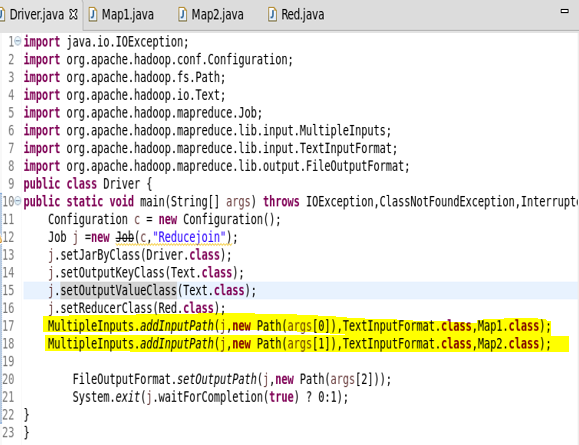 Driver.java Map1.java Map2.java Red.java
1 import java.io.IOException;
2 import org.apache.hadoop.conf.Configuration;
3 import org.apache.hadoop.fs.Path;
4 import org.apache.hadoop.io.Text;
5 import org.apache.hadoop.mapreduce.Job;
6 import org.apache.hadoop.mapreduce.lib.input.MultipleInputs;
7 import org.apache.hadoop.mapreduce.lib.input.TextInputFormat;
8 import org.apache.hadoop.mapreduce.lib.output.FileOutputFormat;
9 public class Driver {
10 public static void main(String[] args) throws IOException,ClassNotFoundException,Interrupte
11 Configuration c = new Configuration();
12 Job j =new Job(c,"Reducejoin");
13 j.setJarByClass(Driver.class);
14 j.setOutputKeyClass(Text.class);
15 j.setOutputValueClass(Text.class);
16 j.setReducerClass(Red.class);
17 MultipleInputs.addInputPath(j,new Path(args[0]),TextInputFormat.class,Map1.class);
18 MultipleInputs.addInputPath(j,new Path(args[1]),TextInputFormat.class,Map2.class);
19
20 FileOutputFormat.setOutputPath(j,new Path(args[2]));
21 System.exit(j.waitForCompletion(true) ? 0:1);
22 }
23 }